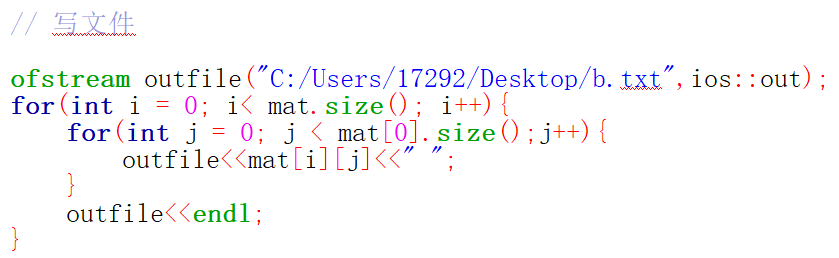 // 写文件
ofstream outfile("C:/Users/17292/Desktop/b.txt",ios::out);
for(int i = 0; i< mat.size(); i++){
    for(int j = 0; j < mat[0].size();j++){
        outfile<<mat[i][j]<<" ";
    }
    outfile<<endl;
}